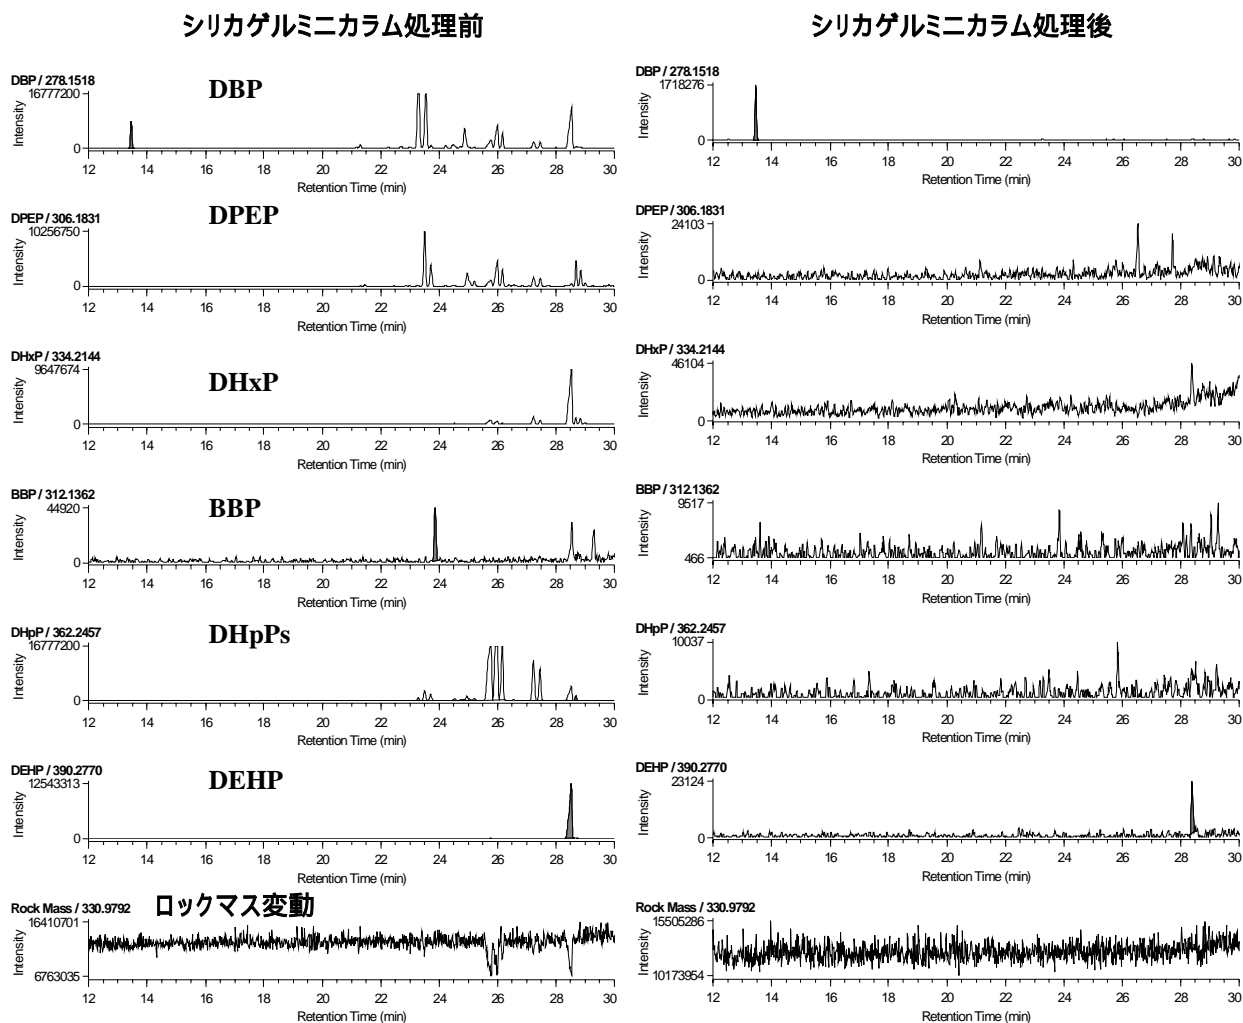 シリカゲルミニカラム処理前
DBP / 278.1518
DBP
16777200
Intensity
0
12 14 16 18 20 22 24 26 28 30
Retention Time (min)
DPEP / 306.1831
DPEP
10256750
Intensity
0
12 14 16 18 20 22 24 26 28 30
Retention Time (min)
DHxP / 334.2144
DHxP
9647674
Intensity
0
12 14 16 18 20 22 24 26 28 30
Retention Time (min)
BBP / 312.1362
BBP
44920
Intensity
0
12 14 16 18 20 22 24 26 28 30
Retention Time (min)
DHpP / 362.2457
DHpPs
16777200
Intensity
0
12 14 16 18 20 22 24 26 28 30
Retention Time (min)
DEHP / 390.2770
DEHP
12543313
Intensity
0
12 14 16 18 20 22 24 26 28 30
Retention Time (min)
Rock Mass / 330.9792
ロックマス変動
16410701
Intensity
6763035
12 14 16 18 20 22 24 26 28 30
Retention Time (min)
シリカゲルミニカラム処理後
DBP / 278.1518
1718276
Intensity
0
12 14 16 18 20 22 24 26 28 30
Retention Time (min)
DPEP / 306.1831
24103
Intensity
0
12 14 16 18 20 22 24 26 28 30
Retention Time (min)
DHxP / 334.2144
46104
Intensity
0
12 14 16 18 20 22 24 26 28 30
Retention Time (min)
BBP / 312.1362
9517
Intensity
466
12 14 16 18 20 22 24 26 28 30
Retention Time (min)
DHpP / 362.2457
10037
Intensity
0
12 14 16 18 20 22 24 26 28 30
Retention Time (min)
DEHP / 390.2770
23124
Intensity
0
12 14 16 18 20 22 24 26 28 30
Retention Time (min)
Rock Mass / 330.9792
15505286
Intensity
10173954
12 14 16 18 20 22 24 26 28 30
Retention Time (min)